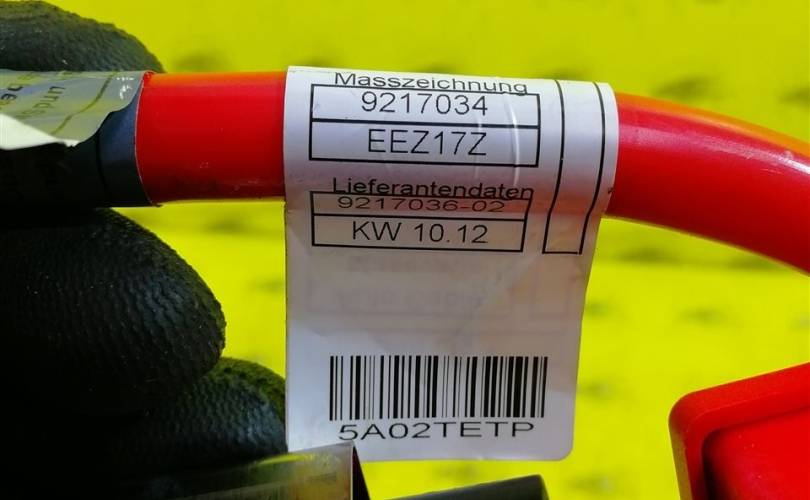 Masszeichnung
9217034
EEZ17Z
Lieferantendaten
9217036-02
KW 10.12
5A02TETP